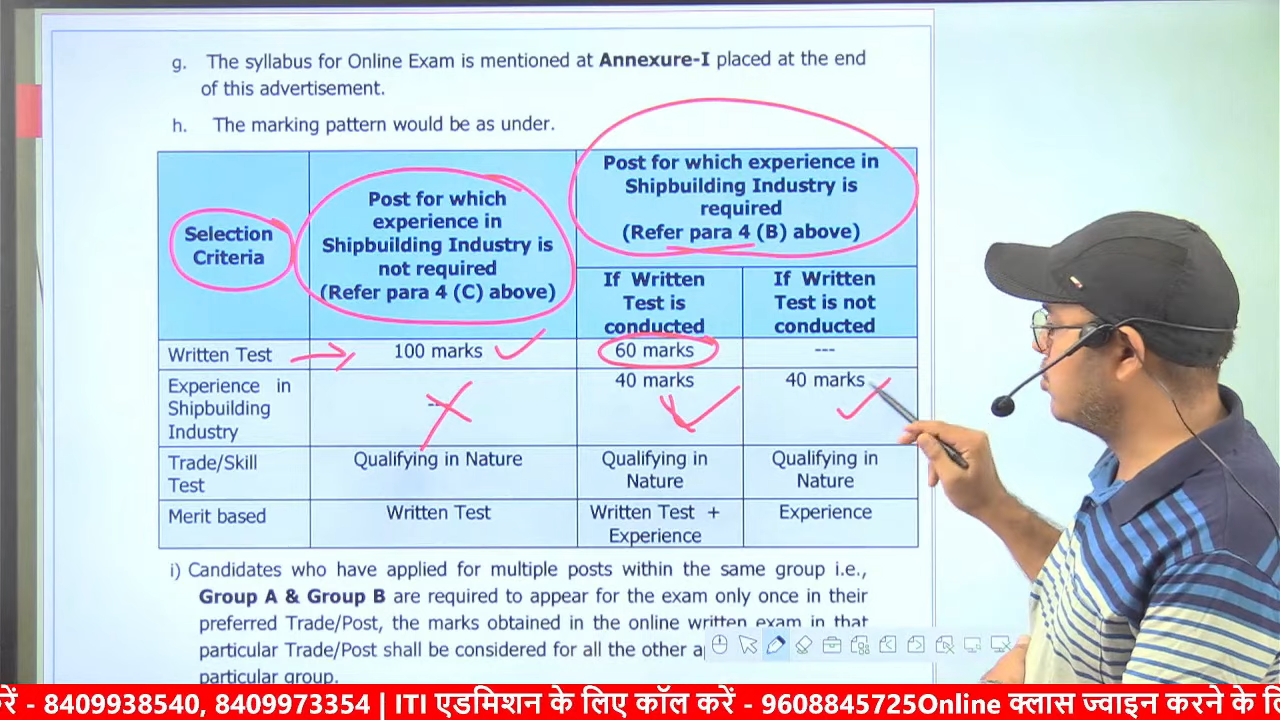 g. The syllabus for Online Exam is mentioned at Annexure-I placed at the end
of this advertisement.
h. The marking pattern would be as under.
Selection
Criteria
Post for which
experience in
Shipbuilding Industry is
not required
(Refer para 4 (C) above)
Post for which experience in
Shipbuilding Industry is
required
(Refer para 4 (B) above)
If Written
Test is
conducted
If Written
Test is not
conducted
Written Test
100 marks
60 marks
---
Experience in
Shipbuilding
Industry
40 marks
40 marks
Trade/Skill
Test
Qualifying in Nature
Qualifying in
Nature
Qualifying in
Nature
Merit based
Written Test
Written Test +
Experience
Experience
i) Candidates who have applied for multiple posts within the same group i.e.,
Group A & Group B are required to appear for the exam only once in their
preferred Trade/Post, the marks obtained in the online written exam in that
particular Trade/Post shall be considered for all the other
particular group.
रें - 8409938540, 8409973354 | ITI एडमिशन के लिए कॉल करें - 9608845725Online क्लास ज्वाइन करने के